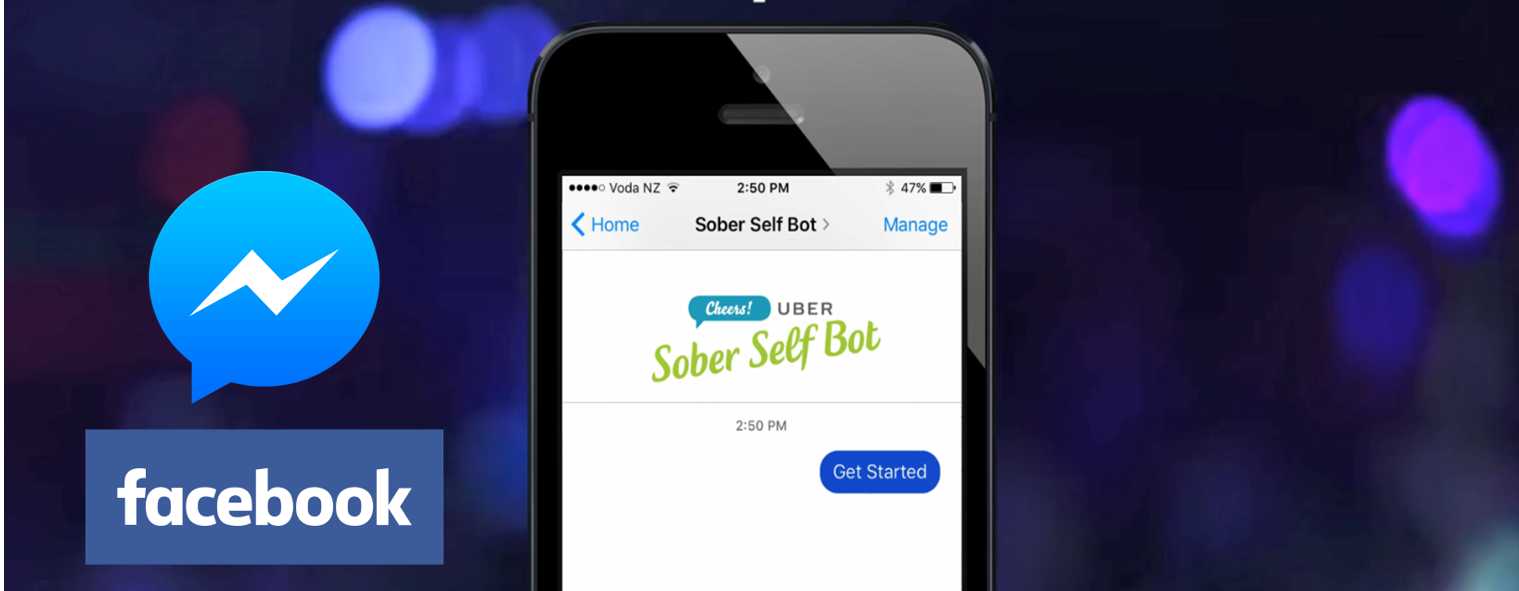 facebook
Voda NZ 2:50 PM 47%
Home Sober Self Bot Manage
Cheers! UBER
Sober Self Bot
2:50 PM
Get Started